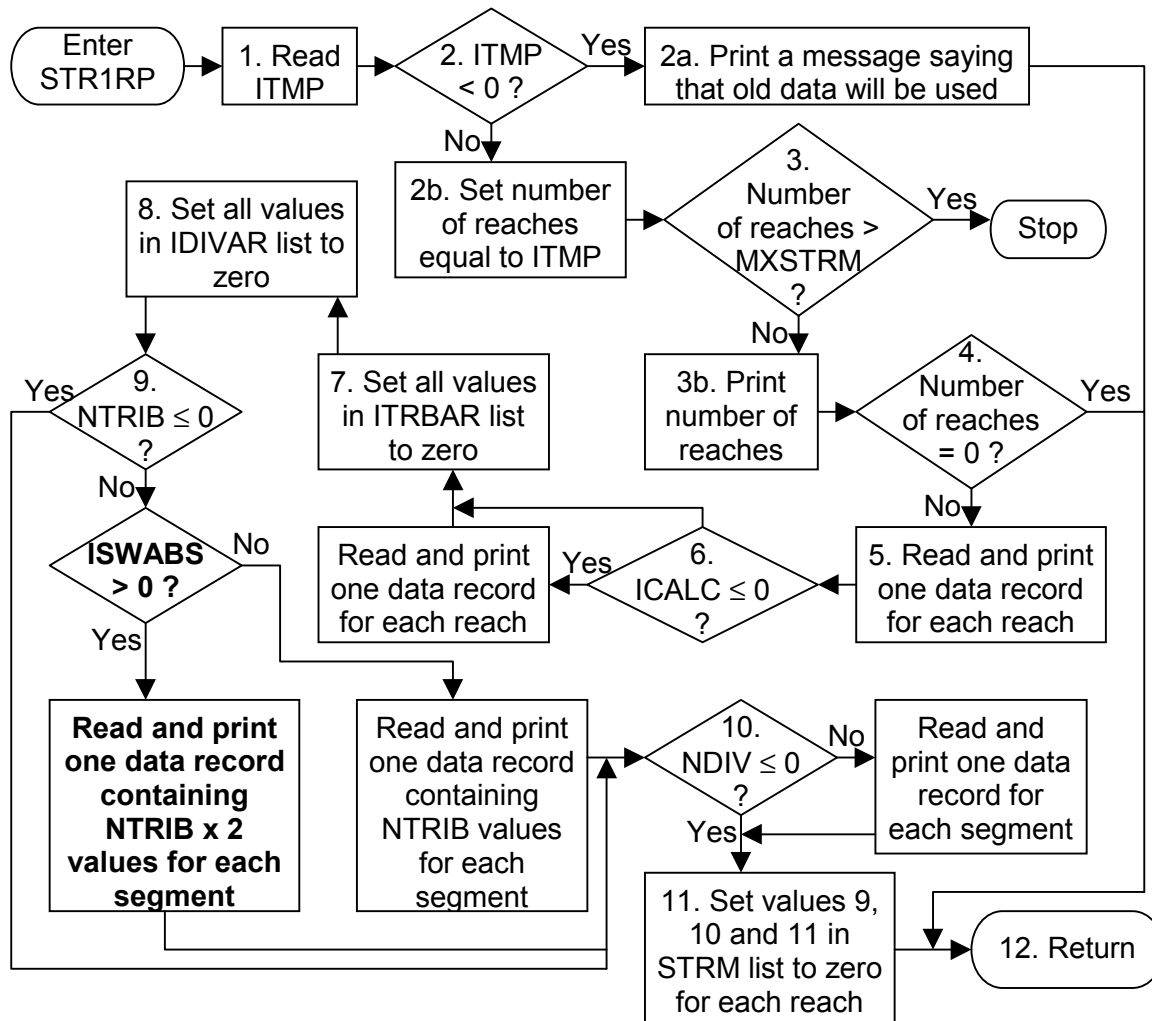 Enter
STR1RP
1. Read
ITMP
2. ITMP
< 0 ?
Yes
No
2a. Print a message saying
that old data will be used
2b. Set number
of reaches
equal to ITMP
3.
Number
of reaches >
MXSTRM
?
Yes
No
Stop
3b. Print
number of
reaches
4.
Number
of reaches
= 0 ?
Yes
No
5. Read and print
one data record
for each reach
6.
ICALC ≤ 0
?
Yes
Read and print
one data record
for each reach
7. Set all values
in ITRBAR list
to zero
8. Set all values
in IDIVAR list to
zero
9.
NTRIB ≤ 0
?
Yes
No
ISWABS
> 0 ?
No
Yes
Read and print
one data record
containing
NTRIB x 2
values for each
segment
Read and print
one data record
containing
NTRIB values
for each
segment
10.
NDIV ≤ 0
?
No
Yes
Read and
print one data
record for
each segment
11. Set values 9,
10 and 11 in
STRM list to zero
for each reach
12. Return